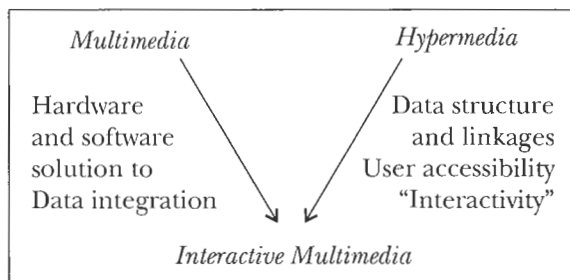 Multimedia
Hypermedia
Hardware
and software
solution to
Data integration
Data structure
and linkages
User accessibility
“Interactivity”
Interactive Multimedia